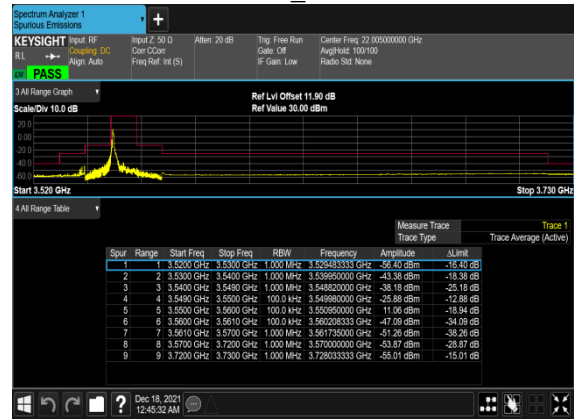 Spectrum Analyzer 1
Spurious Emissions
KEYSIGHT Input: RF Input Z: 50 Ω Atten: 20 dB Trig: Free Run Center Freq: 22.005000000 GHz
RL Coupling: DC Corr CCorr Gate: Off Avg|Hold: 100/100
Align: Auto Freq Ref: Int (S) IF Gain: Low Radio Std: None
PASS
3 All Range Graph
Ref Lvl Offset 11.90 dB
Scale/Div 10.0 dB Ref Value 30.00 dBm
20.0
0.00
-20.0
-40.0
-60.0
Start 3.520 GHz Stop 3.730 GHz
4 All Range Table
Measure Trace Trace 1
Trace Type Trace Average (Active)
Spur Range Start Freq Stop Freq RBW Frequency Amplitude ΔLimit
1 1 3.5200 GHz 3.5300 GHz 1.000 MHz 3.529483333 GHz -56.40 dBm -16.40 dB
2 2 3.5300 GHz 3.5400 GHz 1.000 MHz 3.539950000 GHz -43.38 dBm -18.38 dB
3 3 3.5400 GHz 3.5490 GHz 1.000 MHz 3.548820000 GHz -38.18 dBm -25.18 dB
4 4 3.5490 GHz 3.5500 GHz 100.0 kHz 3.549980000 GHz -25.88 dBm -12.88 dB
5 5 3.5500 GHz 3.5600 GHz 100.0 kHz 3.550950000 GHz 11.06 dBm -18.94 dB
6 6 3.5600 GHz 3.5610 GHz 100.0 kHz 3.560208333 GHz -47.09 dBm -34.09 dB
7 7 3.5610 GHz 3.5700 GHz 1.000 MHz 3.561735000 GHz -51.26 dBm -38.26 dB
8 8 3.5700 GHz 3.7200 GHz 1.000 MHz 3.570000000 GHz -53.87 dBm -28.87 dB
9 9 3.7200 GHz 3.7300 GHz 1.000 MHz 3.728033333 GHz -55.01 dBm -15.01 dB
Dec 18, 2021
12:45:32 AM